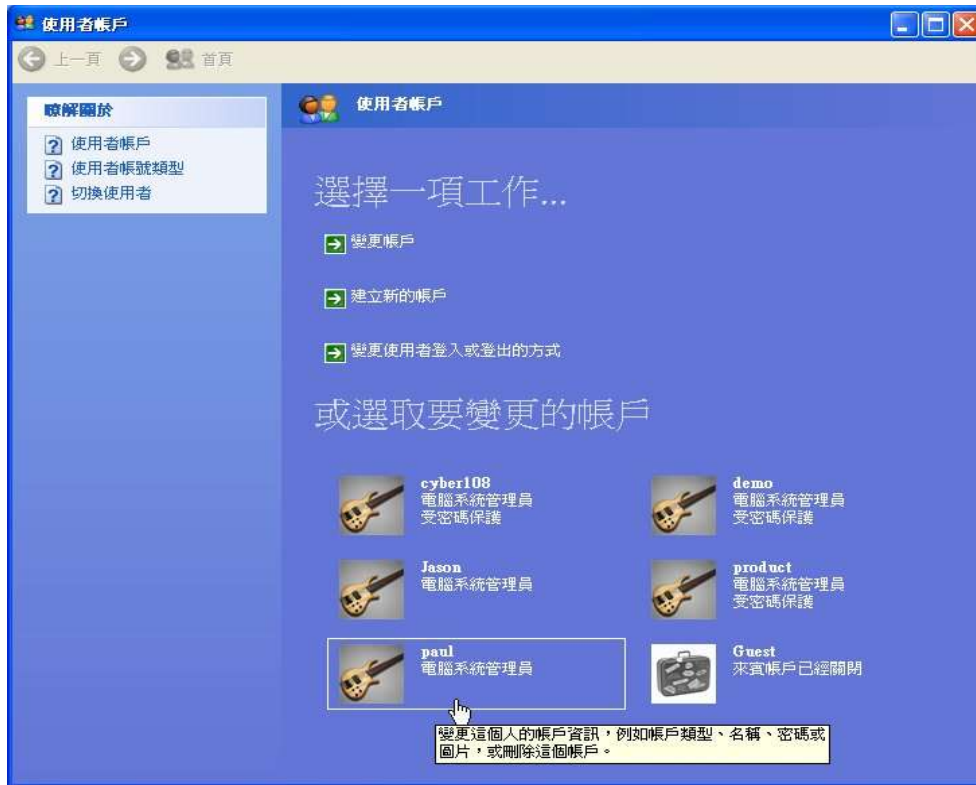 使用者帳戶
上一頁 首頁
瞭解關於
使用者帳戶
使用者帳號類型
切換使用者
使用者帳戶
選擇一項工作...
變更帳戶
建立新的帳戶
變更使用者登入或登出的方式
或選取要變更的帳戶
cyber108
電腦系統管理員
受密碼保護
demo
電腦系統管理員
受密碼保護
Jason
電腦系統管理員
product
電腦系統管理員
受密碼保護
paul
電腦系統管理員
Guest
來賓帳戶已經關閉
變更這個人的帳戶資訊，例如帳戶類型、名稱、密碼或
圖片，或刪除這個帳戶。